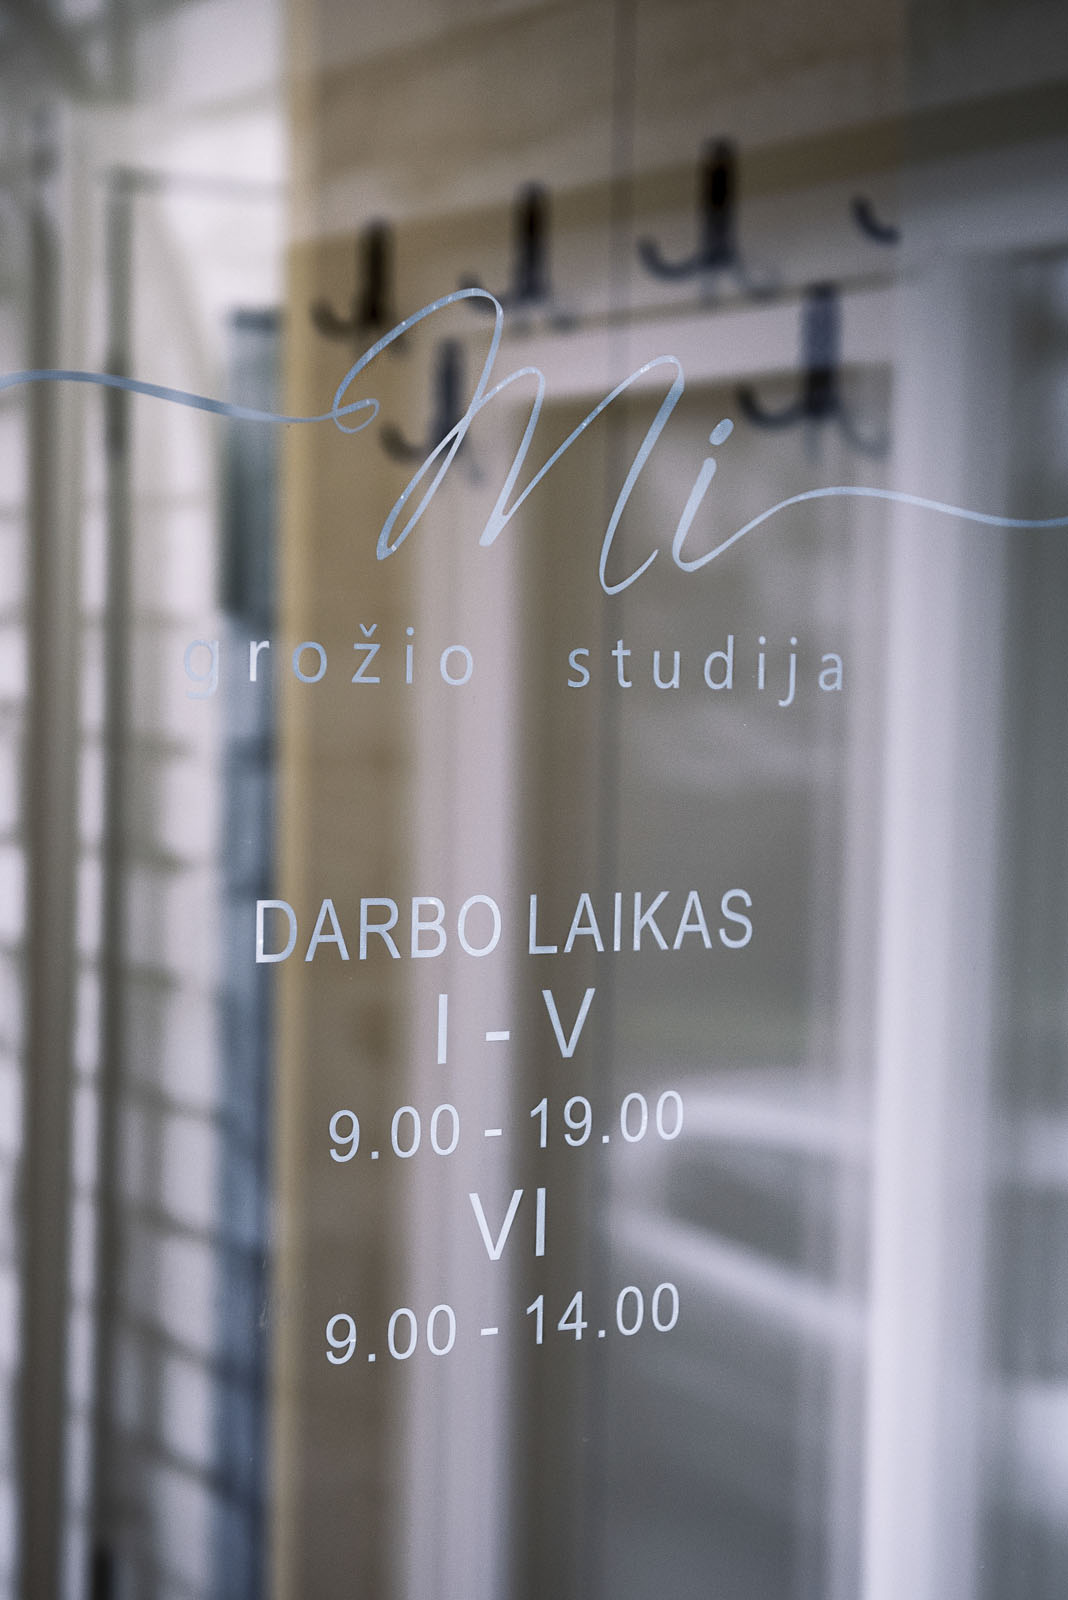 Mi
grožio studija
DARBO LAIKAS
I - V
9.00 - 19.00
VI
9.00 - 14.00